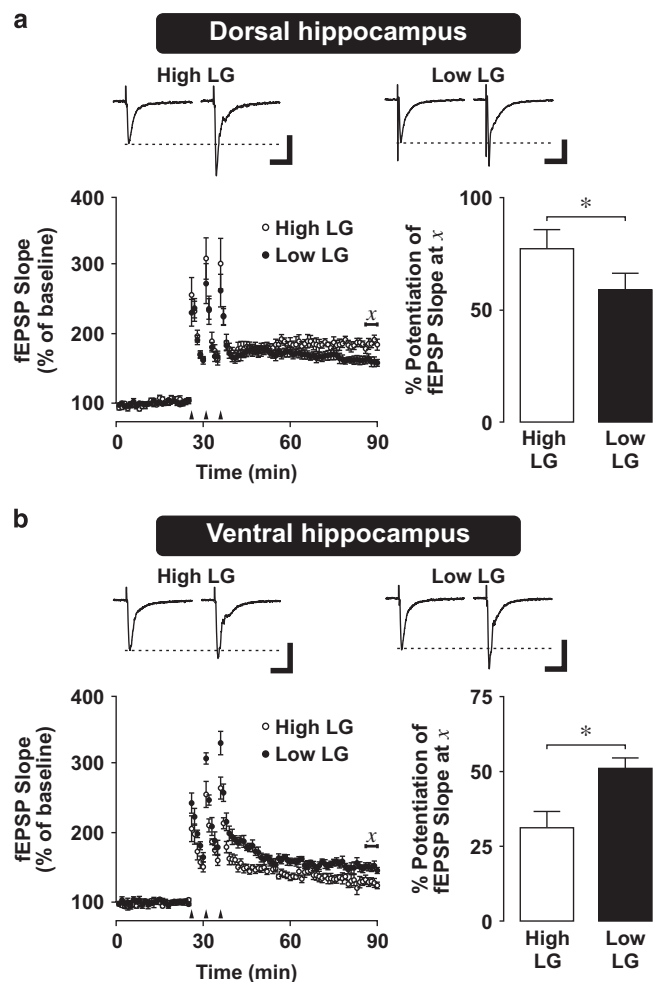 a
Dorsal hippocampus
High LG
Low LG
fEPSP Slope
(% of baseline)
400
300
200
100
0
30
60
90
Time (min)
High LG
Low LG
x
% Potentiation of
fEPSP Slope at x
100
50
0
*
High
LG
Low
LG
b
Ventral hippocampus
High LG
Low LG
fEPSP Slope
(% of baseline)
400
300
200
100
0
30
60
90
Time (min)
High LG
Low LG
x
% Potentiation of
fEPSP Slope at x
75
50
25
0
*
High
LG
Low
LG